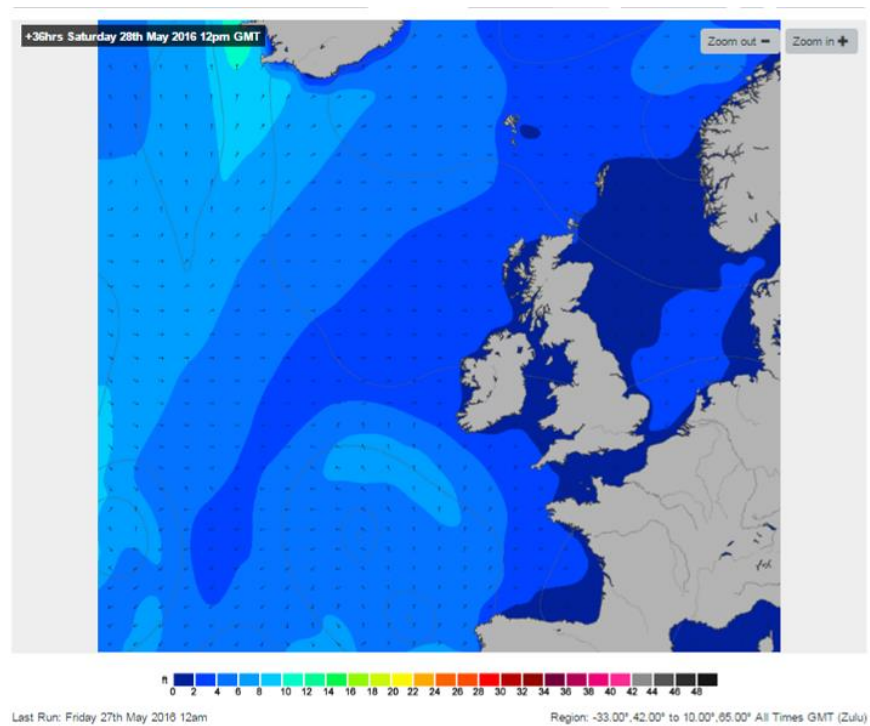 +36hrs Saturday 28th May 2016 12pm GMT
Zoom out
Zoom in
ft
0 2 4 6 8 10 12 14 16 18 20 22 24 26 28 30 32 34 36 38 40 42 44 46 48
Last Run: Friday 27th May 2016 12am
Region: -33.00°,42.00° to 10.00°,65.00° All Times GMT (Zulu)